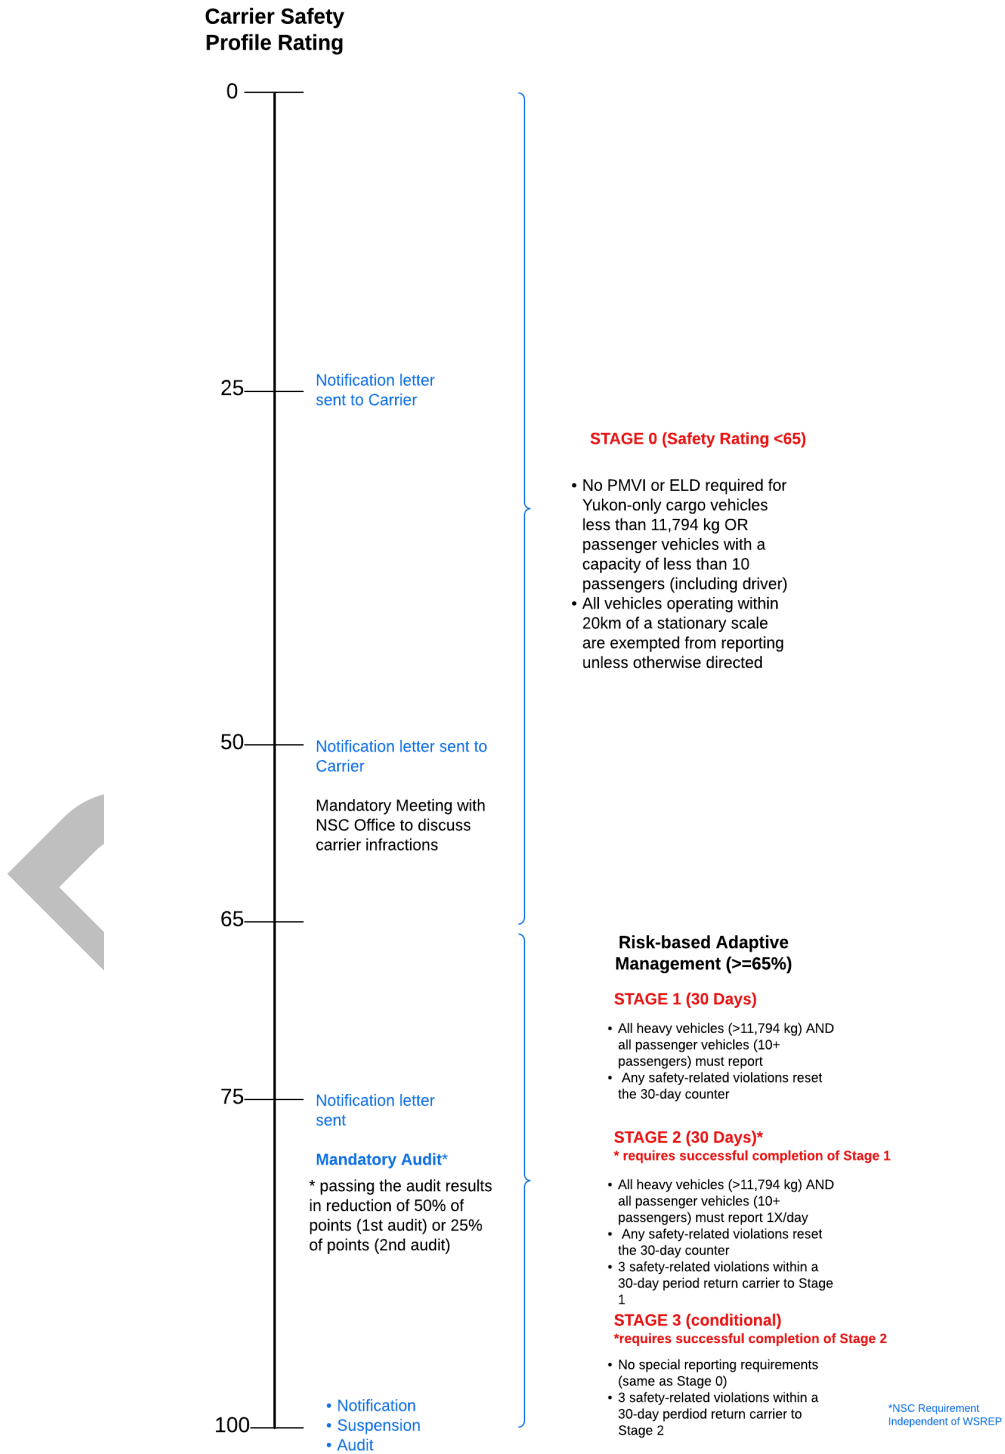 Carrier Safety
Profile Rating
0
25
Notification letter
sent to Carrier
STAGE 0 (Safety Rating <65)
• No PMVI or ELD required for
Yukon-only cargo vehicles
less than 11,794 kg OR
passenger vehicles with a
capacity of less than 10
passengers (including driver)
• All vehicles operating within
20km of a stationary scale
are exempted from reporting
unless otherwise directed
50
Notification letter sent to
Carrier
Mandatory Meeting with
NSC Office to discuss
carrier infractions
65
Risk-based Adaptive
Management (>=65%)
STAGE 1 (30 Days)
• All heavy vehicles (>11,794 kg) AND
all passenger vehicles (10+
passengers) must report
• Any safety-related violations reset
the 30-day counter
75
Notification letter
sent
Mandatory Audit*
* passing the audit results
in reduction of 50% of
points (1st audit) or 25%
of points (2nd audit)
STAGE 2 (30 Days)*
* requires successful completion of Stage 1
• All heavy vehicles (>11,794 kg) AND
all passenger vehicles (10+
passengers) must report 1X/day
• Any safety-related violations reset
the 30-day counter
• 3 safety-related violations within a
30-day period return carrier to Stage
1
STAGE 3 (conditional)
*requires successful completion of Stage 2
• No special reporting requirements
(same as Stage 0)
• 3 safety-related violations within a
30-day perdiod return carrier to
Stage 2
100
• Notification
• Suspension
• Audit
*NSC Requirement
Independent of WSREP